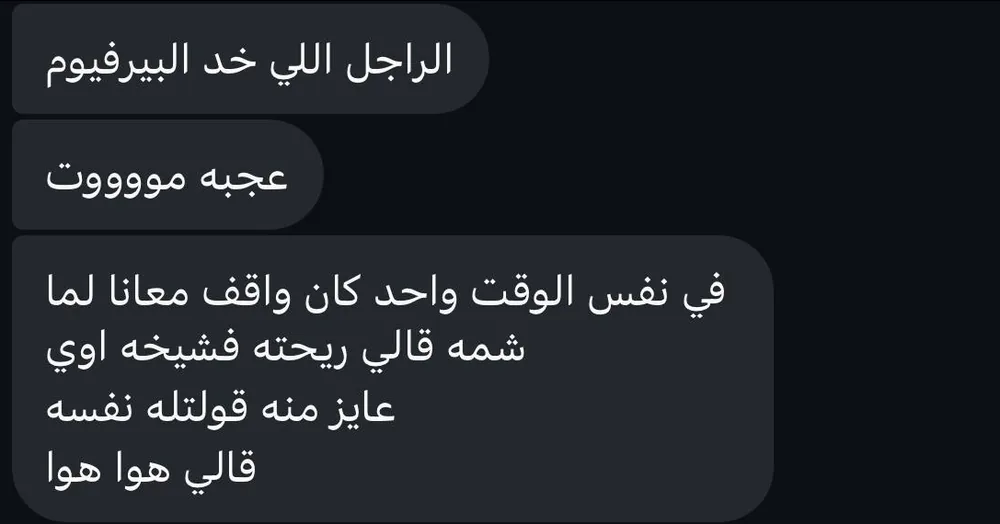 الراجل اللي خد البيرفيوم
عجبه مووووت
في نفس الوقت واحد كان واقف معانا لما
شمه قالي ريحته فشيخه اوي
عايز منه قولتله نفسه
قالي هوا هوا